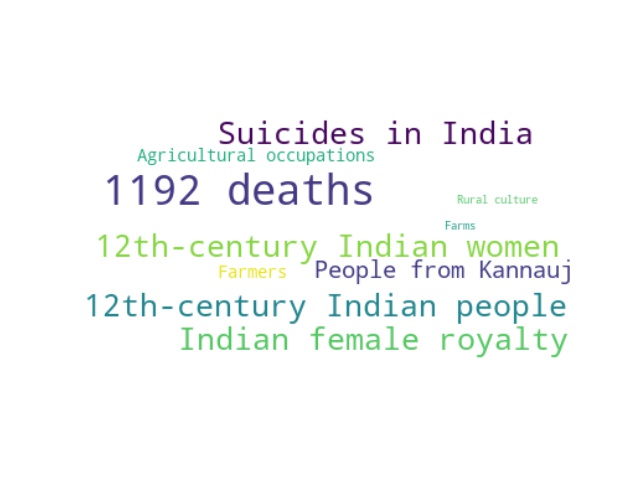 Suicides in India
Agricultural occupations
1192 deaths
Rural culture
Farms
12th-century Indian women
Farmers
People from Kannauj
12th-century Indian people
Indian female royalty